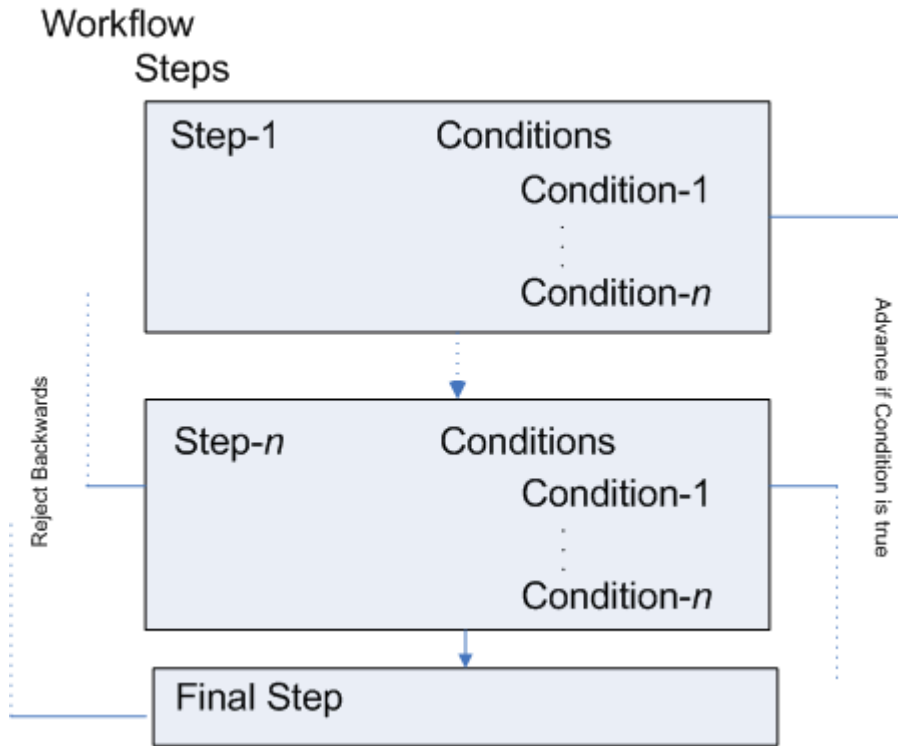 Workflow
Steps
Step-1 Conditions
Condition-1
Condition-n
Step-n Conditions
Condition-1
Condition-n
Final Step
Reject Backwards
Advance if Condition is true